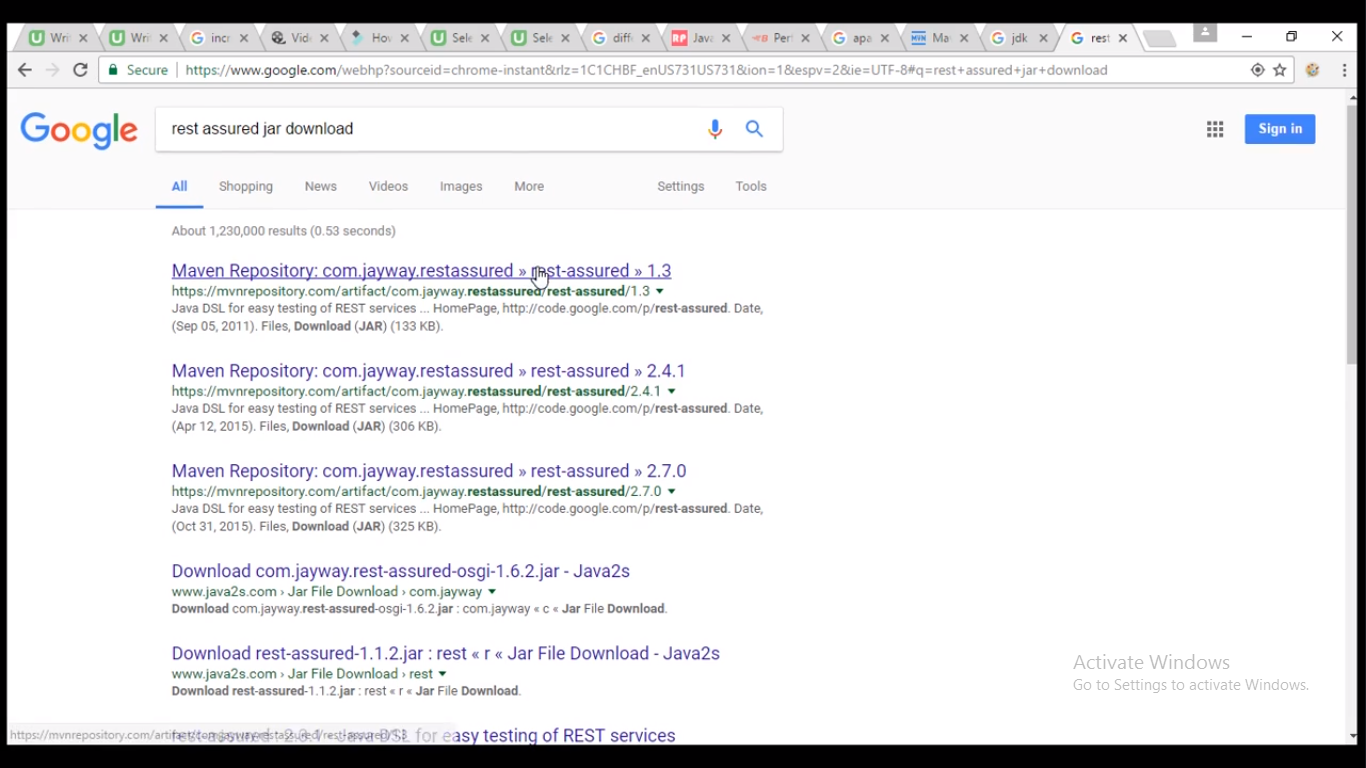 Wri
Wri
incr
Vid
Hov
Sele
Sele
diff
RP Java
Perf
apa
MVN Ma
jdk
rest
Secure https://www.google.com/webhp?sourceid=chrome-instant&rlz=1C1CHBF_enUS731US731&ion=1&espv=2&ie=UTF-8#q=rest+assured+jar+download
Google rest assured jar download Sign in
All Shopping News Videos Images More Settings Tools
About 1,230,000 results (0.53 seconds)
Maven Repository: com.jayway.restassured » rest-assured » 1.3
https://mvnrepository.com/artifact/com.jayway.restassured/rest-assured/1.3
Java DSL for easy testing of REST services ... HomePage, http://code.google.com/p/rest-assured. Date,
(Sep 05, 2011). Files, Download (JAR) (133 KB).
Maven Repository: com.jayway.restassured » rest-assured » 2.4.1
https://mvnrepository.com/artifact/com.jayway.restassured/rest-assured/2.4.1
Java DSL for easy testing of REST services ... HomePage, http://code.google.com/p/rest-assured. Date,
(Apr 12, 2015). Files, Download (JAR) (306 KB).
Maven Repository: com.jayway.restassured » rest-assured » 2.7.0
https://mvnrepository.com/artifact/com.jayway.restassured/rest-assured/2.7.0
Java DSL for easy testing of REST services ... HomePage, http://code.google.com/p/rest-assured. Date,
(Oct 31, 2015). Files, Download (JAR) (325 KB).
Download com.jayway.rest-assured-osgi-1.6.2.jar - Java2s
www.java2s.com › Jar File Download › com.jayway
Download com.jayway.rest-assured-osgi-1.6.2.jar : com.jayway « c « Jar File Download.
Download rest-assured-1.1.2.jar : rest « r « Jar File Download - Java2s
www.java2s.com › Jar File Download › rest
Download rest-assured-1.1.2.jar : rest « r « Jar File Download.
Activate Windows
Go to Settings to activate Windows.
https://mvnrepository.com/artifact/com.jayway.restassured/rest-assured/1.3
for easy testing of REST services